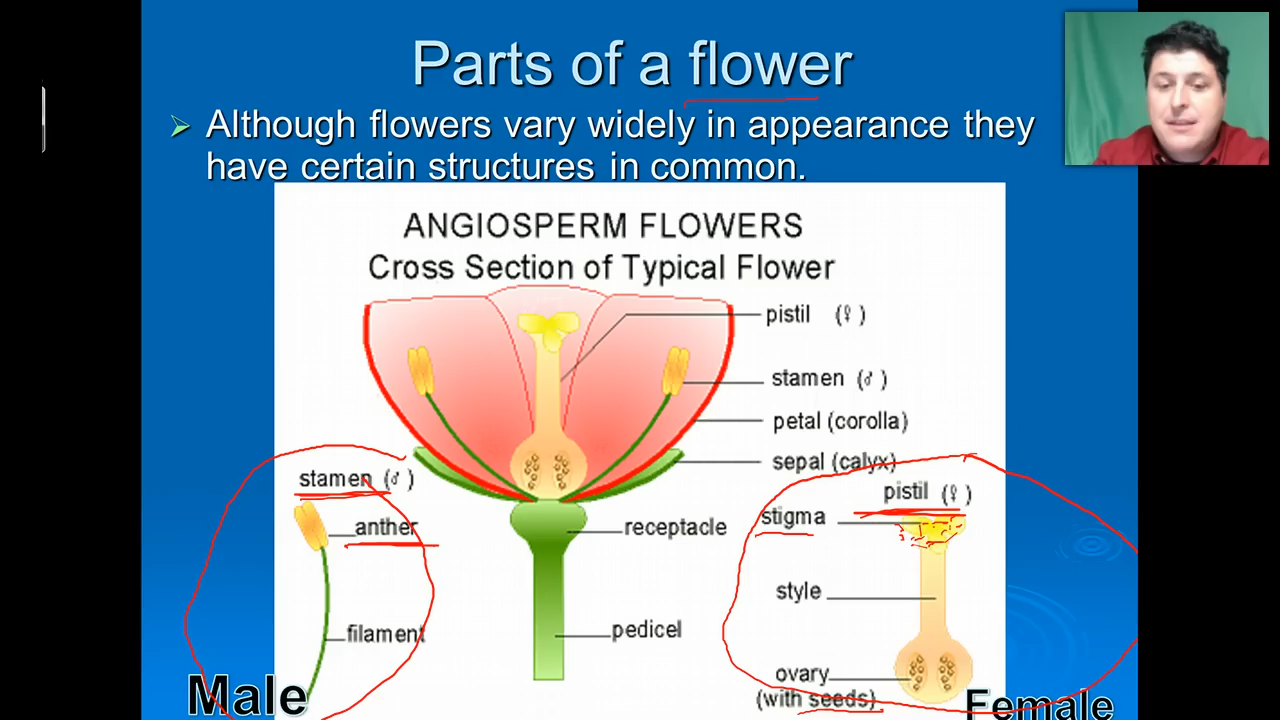 Parts of a flower
Although flowers vary widely in appearance they
have certain structures in common.
ANGIOSPERM FLOWERS
Cross Section of Typical Flower
pistil (♀)
stamen (♂)
petal (corolla)
sepal (calyx)
stamen (♂)
anther
filament
Male
receptacle
pedicel
pistil (♀)
stigma
style
ovary
(with seeds)
Female